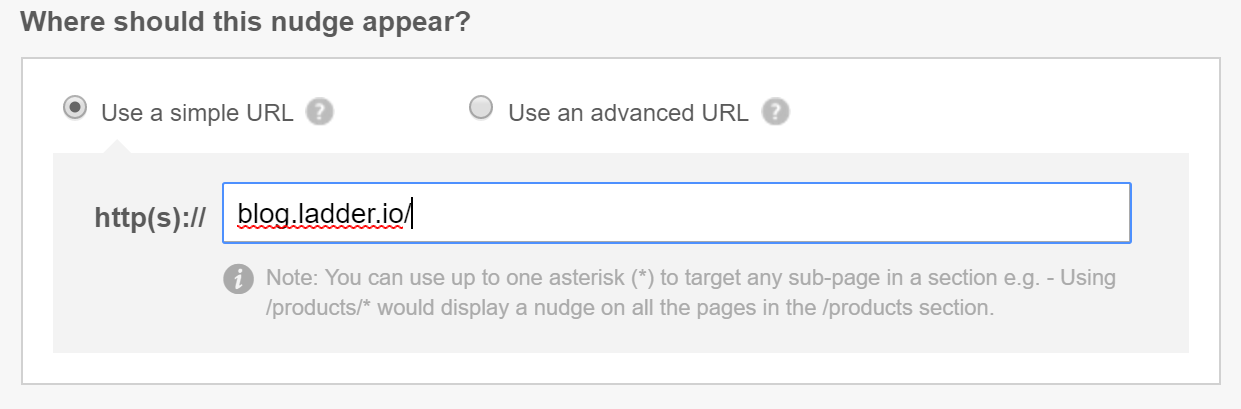 Where should this nudge appear?
Use a simple URL ? Use an advanced URL ?
http(s):// blog.ladder.io/
i Note: You can use up to one asterisk (*) to target any sub-page in a section e.g. - Using
/products/* would display a nudge on all the pages in the /products section.